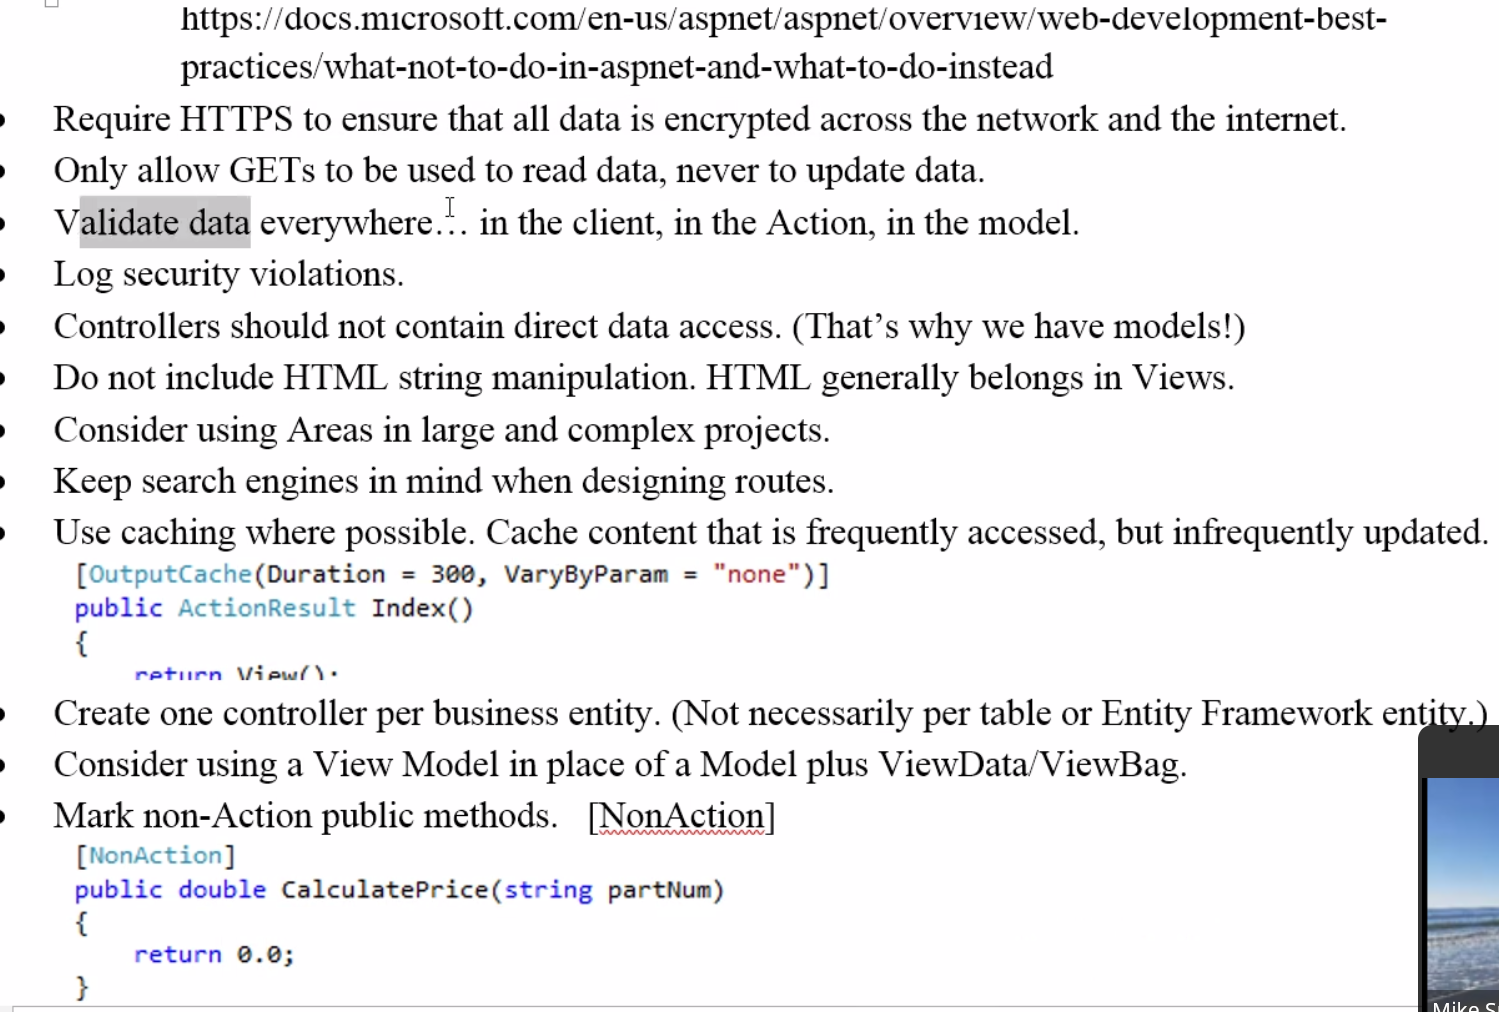 https://docs.microsoft.com/en-us/aspnet/aspnet/overview/web-development-best-
practices/what-not-to-do-in-aspnet-and-what-to-do-instead
Require HTTPS to ensure that all data is encrypted across the network and the internet.
Only allow GETs to be used to read data, never to update data.
Validate data everywhere… in the client, in the Action, in the model.
Log security violations.
Controllers should not contain direct data access. (That’s why we have models!)
Do not include HTML string manipulation. HTML generally belongs in Views.
Consider using Areas in large and complex projects.
Keep search engines in mind when designing routes.
Use caching where possible. Cache content that is frequently accessed, but infrequently updated.
[OutputCache(Duration = 300, VaryByParam = "none")]
public ActionResult Index()
{
return View();
Create one controller per business entity. (Not necessarily per table or Entity Framework entity.)
Consider using a View Model in place of a Model plus ViewData/ViewBag.
Mark non-Action public methods. [NonAction]
[NonAction]
public double CalculatePrice(string partNum)
{
return 0.0;
}
Mike